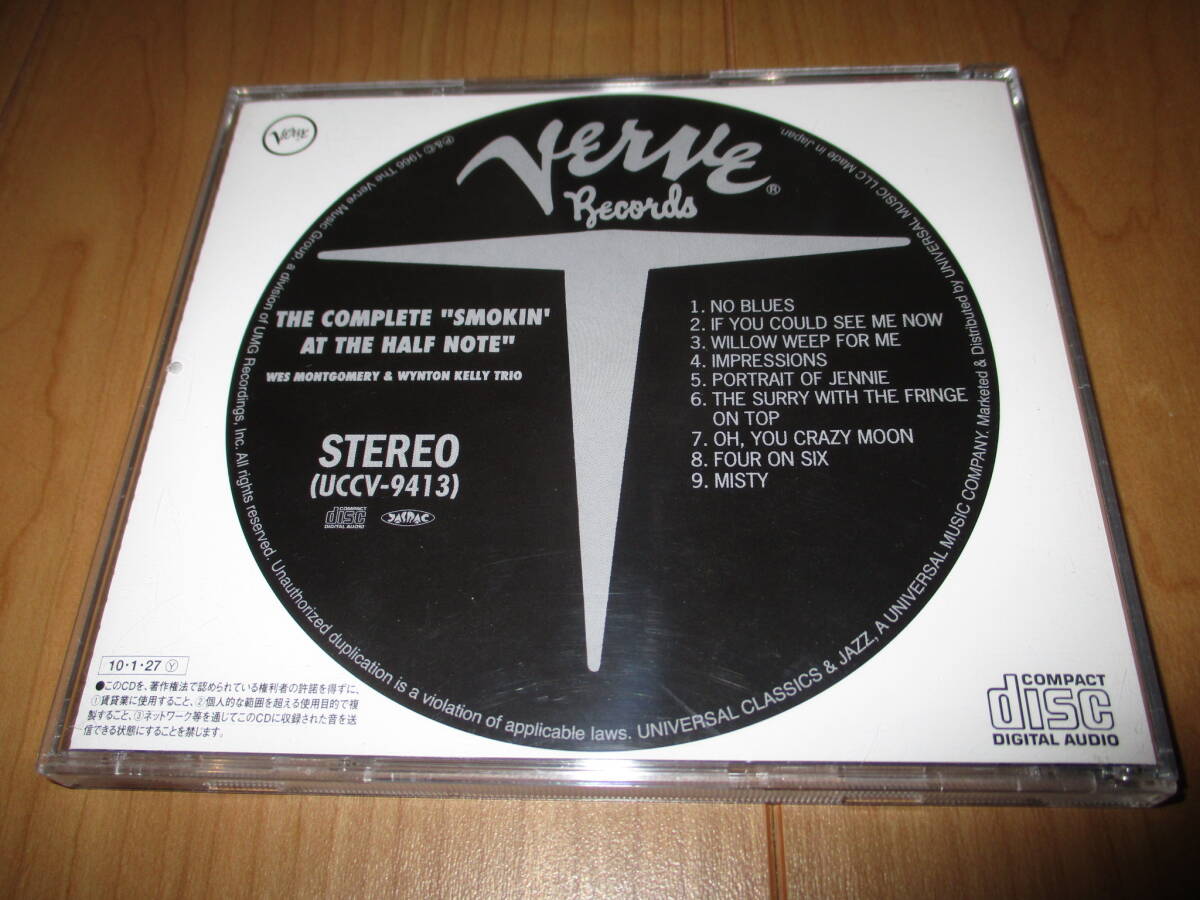 Verve
Verve
Records
®
℗&© 1966 The Verve Music Group, a division of UMG Recordings, Inc. All rights reserved. Unauthorized duplication is a violation of applicable laws. UNIVERSAL CLASSICS & JAZZ, A UNIVERSAL MUSIC COMPANY. Marketed & Distributed by UNIVERSAL MUSIC LLC Made in Japan.
THE COMPLETE "SMOKIN'
AT THE HALF NOTE"
WES MONTGOMERY & WYNTON KELLY TRIO
STEREO
(UCCV-9413)
COMPACT
disc
DIGITAL AUDIO
JASRAC
1. NO BLUES
2. IF YOU COULD SEE ME NOW
3. WILLOW WEEP FOR ME
4. IMPRESSIONS
5. PORTRAIT OF JENNIE
6. THE SURRY WITH THE FRINGE
ON TOP
7. OH, YOU CRAZY MOON
8. FOUR ON SIX
9. MISTY
10・1・27 Ⓨ
●このCDを、著作権法で認められている権利者の許諾を得ずに、
①賃貸業に使用すること、②個人的な範囲を超える使用目的で複
製すること、③ネットワーク等を通じてこのCDに収録された音を送
信できる状態にすることを禁じます。
COMPACT
disc
DIGITAL AUDIO